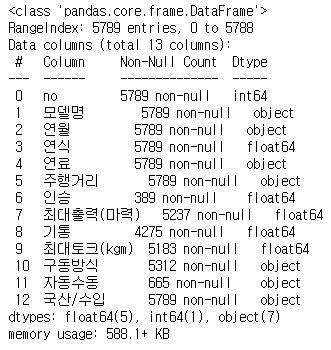 <class 'pandas.core.frame.DataFrame'>
RangeIndex: 5789 entries, 0 to 5788
Data columns (total 13 columns):
 #   Column     Non-Null Count  Dtype
---  ------     --------------  -----
 0   no         5789 non-null   int64
 1   모델명        5789 non-null   object
 2   연월         5789 non-null   object
 3   연식         5789 non-null   float64
 4   연료         5789 non-null   object
 5   주행거리       5789 non-null   object
 6   인승         389 non-null    float64
 7   최대출력(마력)   5237 non-null   float64
 8   기통         4275 non-null   float64
 9   최대토크(kgm)  5183 non-null   float64
 10  구동방식       5312 non-null   object
 11  자동수동       665 non-null    object
 12  국산/수입      5789 non-null   object
dtypes: float64(5), int64(1), object(7)
memory usage: 588.1+ KB